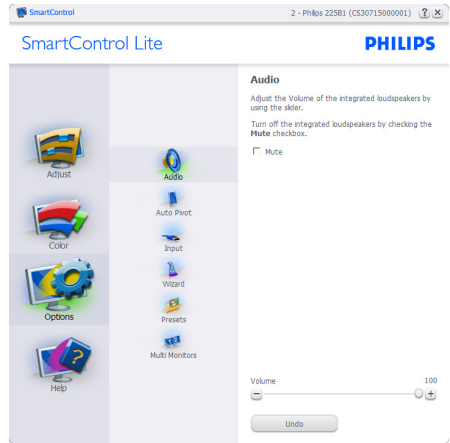 SmartControl
2 - Philips 225B1 (CS30715000001)
? X
SmartControl Lite
PHILIPS
Adjust
Color
Options
Help
Audio
Auto Pivot
Input
Wizard
Presets
Multi Monitors
Audio
Adjust the Volume of the integrated loudspeakers by
using the slider.
Turn off the integrated loudspeakers by checking the
Mute checkbox.
Mute
Volume 100
Undo